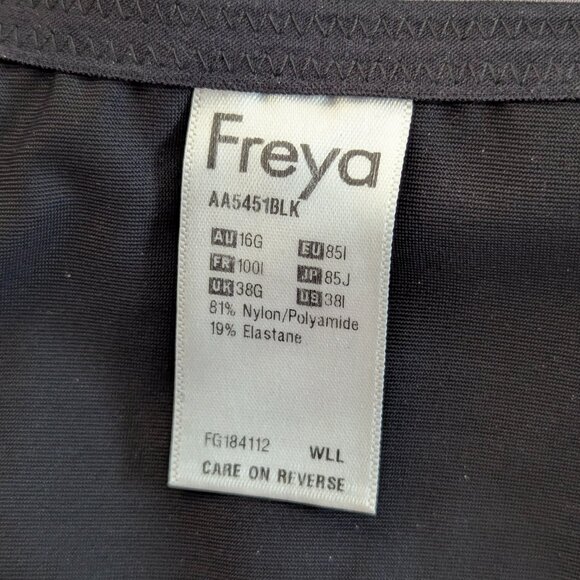 Freya
AA5451BLK
AU 16G EU 85I
FR 100I JP 85J
UK 38G US 38I
81% Nylon/Polyamide
19% Elastane
FG184112 WLL
CARE ON REVERSE